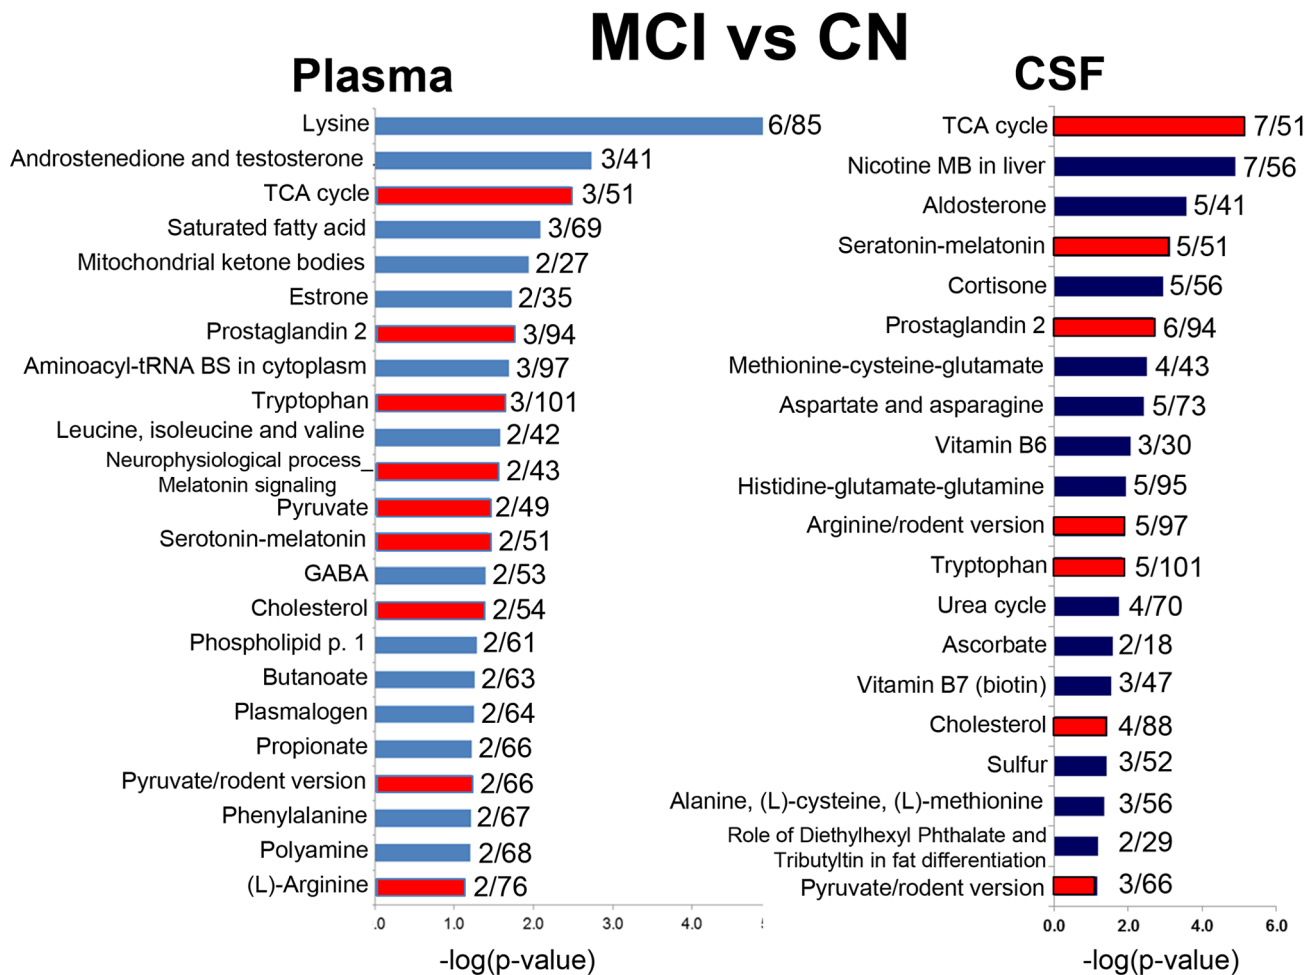 MCI vs CN
Plasma
Lysine 6/85
Androstenedione and testosterone 3/41
TCA cycle 3/51
Saturated fatty acid 3/69
Mitochondrial ketone bodies 2/27
Estrone 2/35
Prostaglandin 2 3/94
Aminoacyl-tRNA BS in cytoplasm 3/97
Tryptophan 3/101
Leucine, isoleucine and valine 2/42
Neurophysiological process_
Melatonin signaling 2/43
Pyruvate 2/49
Serotonin-melatonin 2/51
GABA 2/53
Cholesterol 2/54
Phospholipid p. 1 2/61
Butanoate 2/63
Plasmalogen 2/64
Propionate 2/66
Pyruvate/rodent version 2/66
Phenylalanine 2/67
Polyamine 2/68
(L)-Arginine 2/76
.0 1.0 2.0 3.0 4.0
-log(p-value)
CSF
TCA cycle 7/51
Nicotine MB in liver 7/56
Aldosterone 5/41
Seratonin-melatonin 5/51
Cortisone 5/56
Prostaglandin 2 6/94
Methionine-cysteine-glutamate 4/43
Aspartate and asparagine 5/73
Vitamin B6 3/30
Histidine-glutamate-glutamine 5/95
Arginine/rodent version 5/97
Tryptophan 5/101
Urea cycle 4/70
Ascorbate 2/18
Vitamin B7 (biotin) 3/47
Cholesterol 4/88
Sulfur 3/52
Alanine, (L)-cysteine, (L)-methionine 3/56
Role of Diethylhexyl Phthalate and
Tributyltin in fat differentiation 2/29
Pyruvate/rodent version 3/66
0.0 2.0 4.0 6.0
-log(p-value)